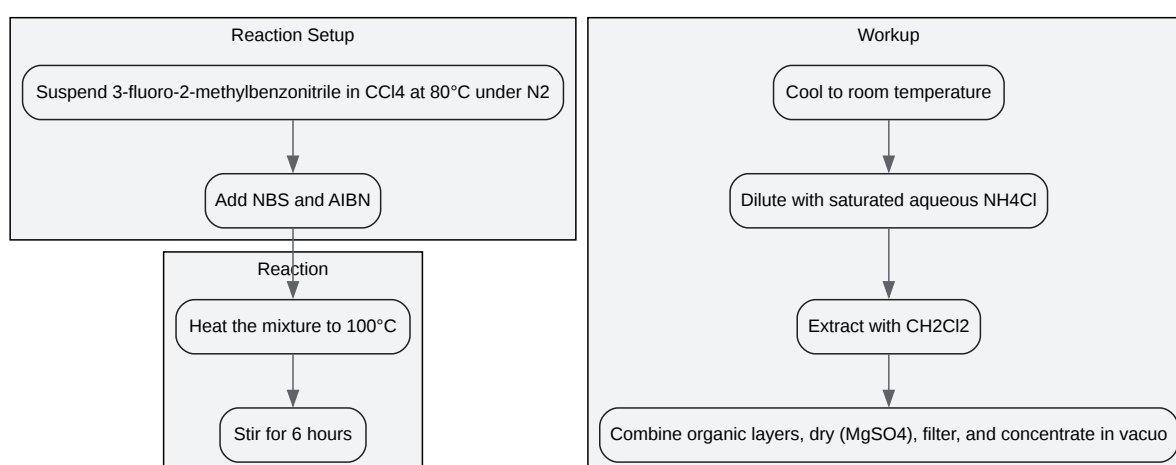 Reaction Setup
Suspend 3-fluoro-2-methylbenzonitrile in CCl4 at 80°C under N2
Add NBS and AIBN
Reaction
Heat the mixture to 100°C
Stir for 6 hours
Workup
Cool to room temperature
Dilute with saturated aqueous NH4Cl
Extract with CH2Cl2
Combine organic layers, dry (MgSO4), filter, and concentrate in vacuo